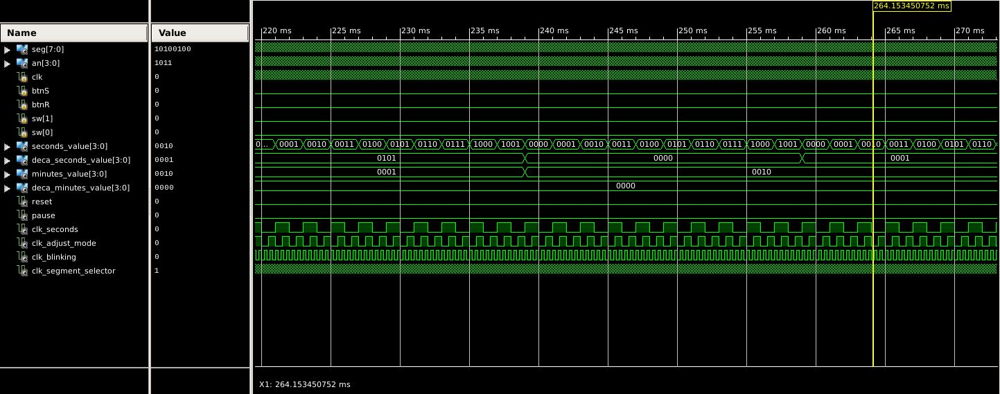 264.153450752 ms
Name Value 220 ms 225 ms 230 ms 235 ms 240 ms 245 ms 250 ms 255 ms 260 ms 265 ms 270 ms
seg[7:0] 10100100
an[3:0] 1011
clk 0
btnS 0
btnR 0
sw[1] 0
sw[0] 0
seconds_value[3:0] 0010 0... 0001 0010 0011 0100 0101 0110 0111 1000 1001 0000 0001 0010 0011 0100 0101 0110 0111 1000 1001 0000 0001 0010 0011 0100 0101 0110
deca_seconds_value[3:0] 0001 0101 0000 0001
minutes_value[3:0] 0010 0001 0010
deca_minutes_value[3:0] 0000 0000
reset 0
pause 0
clk_seconds 0
clk_adjust_mode 0
clk_blinking 0
clk_segment_selector 1
X1: 264.153450752 ms